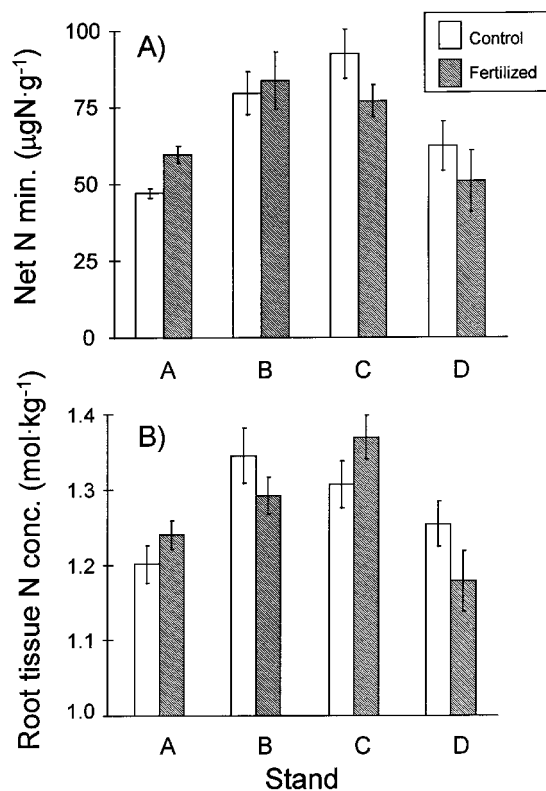 A)
Control
Fertilized
Net N min. (µgN·g⁻¹)
100
75
50
25
0
A B C D
B)
Root tissue N conc. (mol·kg⁻¹)
1.4
1.3
1.2
1.1
1.0
A B C D
Stand